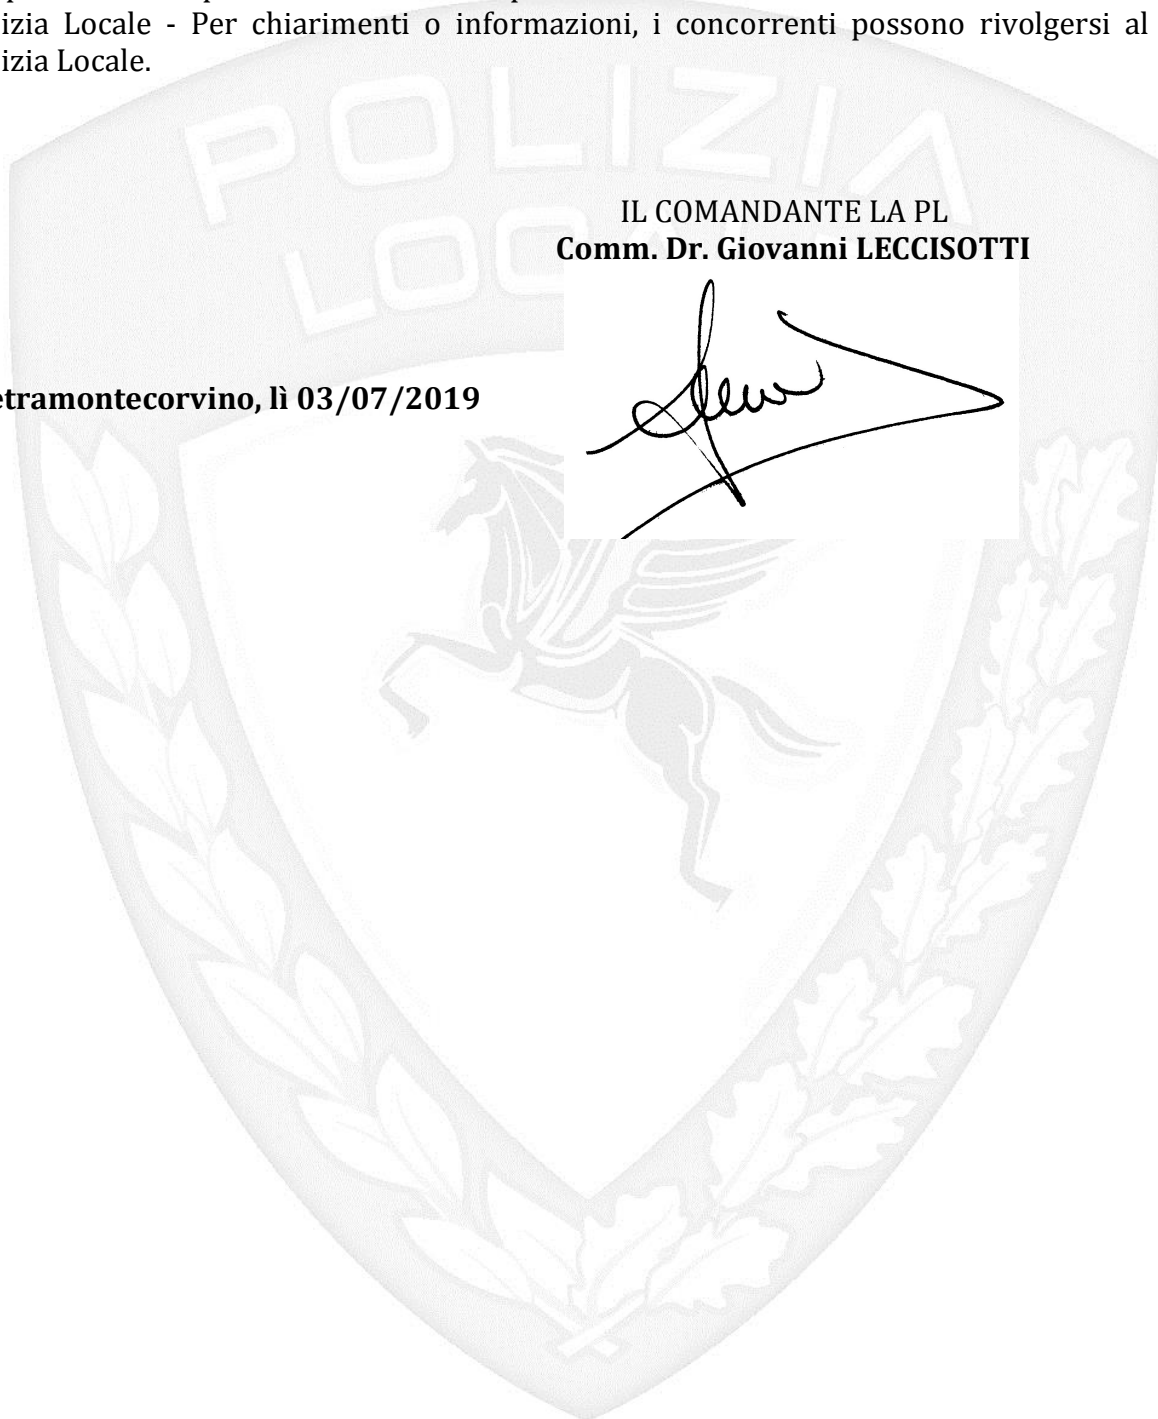 izia Locale - Per chiarimenti o informazioni, i concorrenti possono rivolgersi al
izia Locale.
POLIZIA
LOCALE
IL COMANDANTE LA PL
Comm. Dr. Giovanni LECCISOTTI
etramontecorvino, lì 03/07/2019